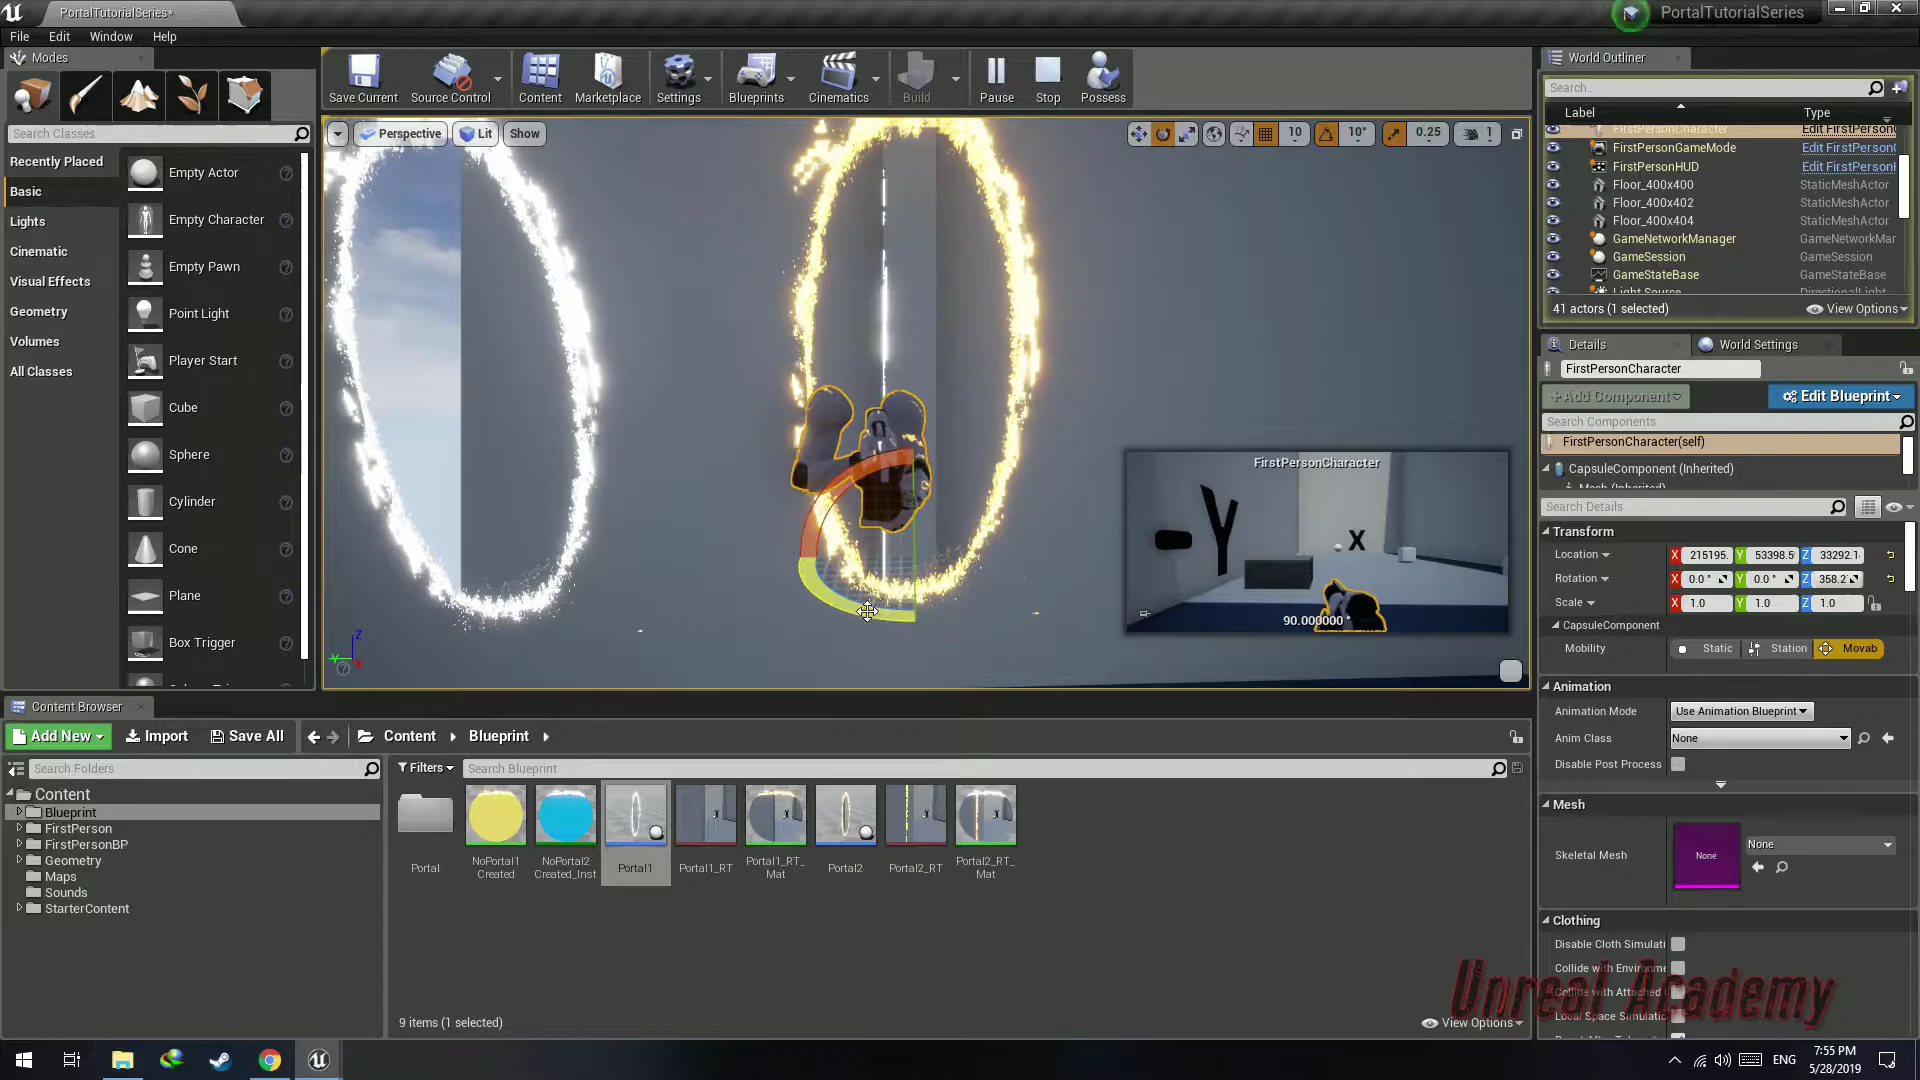 PortalTutorialSeries*
PortalTutorialSeries
File Edit Window Help
Modes
Save Current
Source Control
Content
Marketplace
Settings
Blueprints
Cinematics
Build
Pause
Stop
Possess
Search Classes
Recently Placed
Basic
Lights
Cinematic
Visual Effects
Geometry
Volumes
All Classes
Empty Actor
Empty Character
Empty Pawn
Point Light
Player Start
Cube
Sphere
Cylinder
Cone
Plane
Box Trigger
Perspective
Lit
Show
10
10°
0.25
1
FirstPersonCharacter
Y
X
90.000000 °
Z
Y
World Outliner
Search...
Label
Type
FirstPersonCharacter Edit FirstPerson
FirstPersonGameMode Edit FirstPerson
FirstPersonHUD Edit FirstPerson
Floor_400x400 StaticMeshActor
Floor_400x402 StaticMeshActor
Floor_400x404 StaticMeshActor
GameNetworkManager GameNetworkMar
GameSession GameSession
GameStateBase GameStateBase
Light Source DirectionalLight
41 actors (1 selected)
View Options
Details
World Settings
FirstPersonCharacter
+ Add Component
Edit Blueprint
Search Components
FirstPersonCharacter(self)
CapsuleComponent (Inherited)
Mesh (Inherited)
Search Details
Transform
Location X 215195. Y 53398.5 Z 33292.1
Rotation X 0.0 ° Y 0.0 ° Z 358.2
Scale X 1.0 Y 1.0 Z 1.0
CapsuleComponent
Mobility Static Station Movab
Animation
Animation Mode Use Animation Blueprint
Anim Class None
Disable Post Process
Mesh
Skeletal Mesh None None
Clothing
Disable Cloth Simulati
Collide with Environme
Collide with Attached
Local Space Simulatio
Unreal Academy
Content Browser
Add New
Import
Save All
Content
Blueprint
Search Folders
Content
Blueprint
FirstPerson
FirstPersonBP
Geometry
Maps
Sounds
StarterContent
Filters
Search Blueprint
Portal
NoPortal1
Created
NoPortal2
Created_Inst
Portal1
Portal1_RT
Portal1_RT_
Mat
Portal2
Portal2_RT
Portal2_RT_
Mat
9 items (1 selected)
View Options
ENG
7:55 PM
5/28/2019